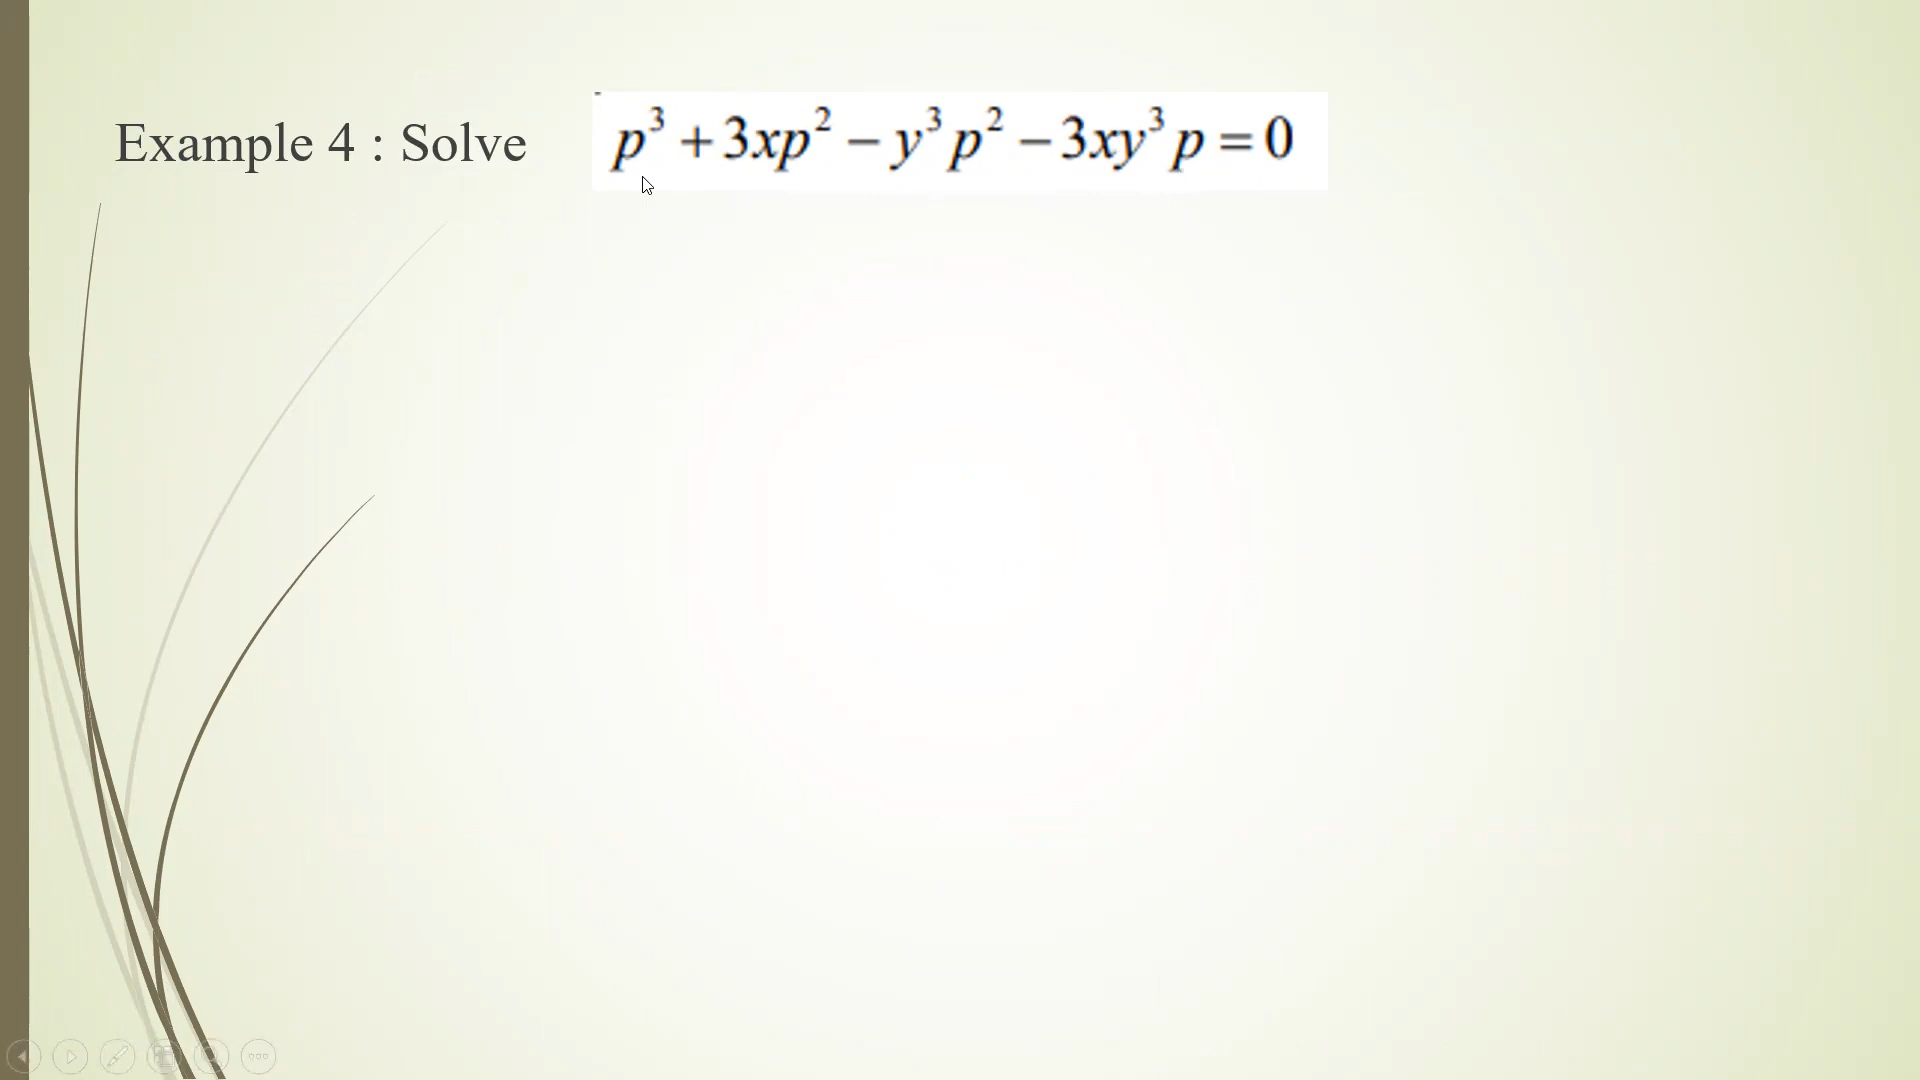 Example 4 : Solve p³ + 3xp² − y³p² − 3xy³p = 0